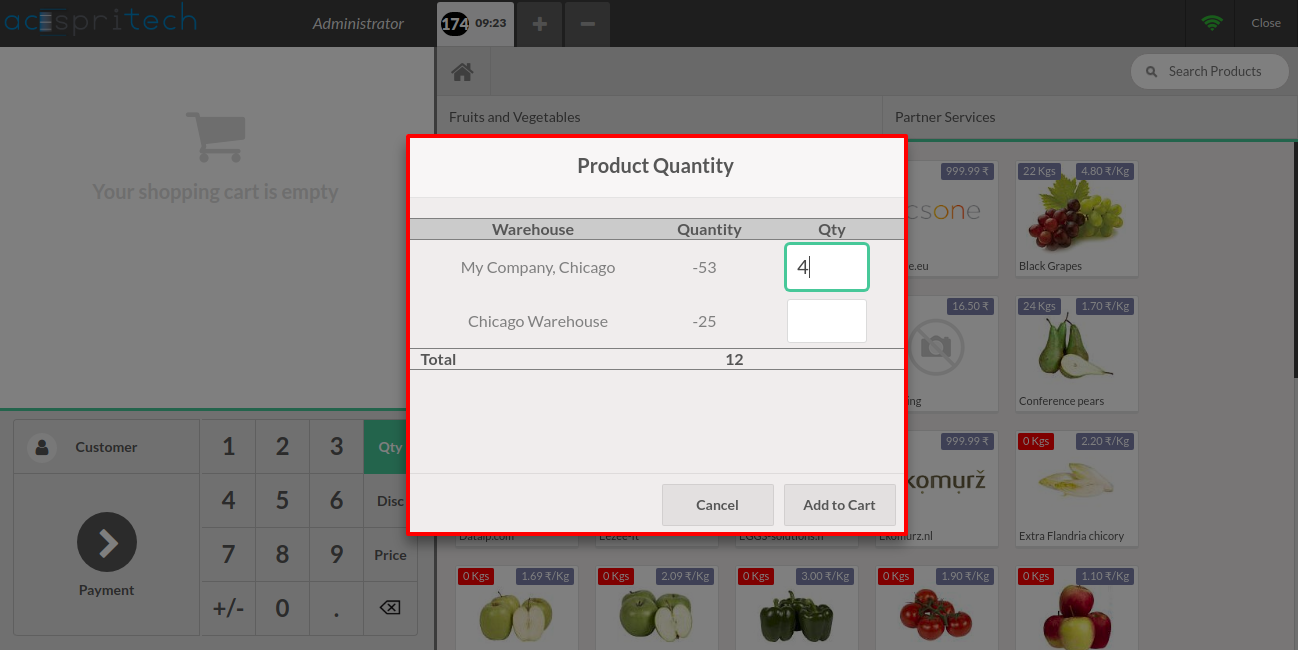 acespritech
Administrator
174 09:23
+
−
Close
Search Products
Fruits and Vegetables
Partner Services
Your shopping cart is empty
Product Quantity
Warehouse Quantity Qty
My Company, Chicago -53 4
Chicago Warehouse -25
Total 12
Cancel Add to Cart
999.99 ₹
csone
e.eu
22 Kgs 4.80 ₹/Kg
Black Grapes
16.50 ₹
ing
24 Kgs 1.70 ₹/Kg
Conference pears
999.99 ₹
komurž
Ekomurz.nl
0 Kgs 2.20 ₹/Kg
Extra Flandria chicory
Datalp.com
Lezee-it
EGGS-solutions.fr
0 Kgs 1.69 ₹/Kg
0 Kgs 2.09 ₹/Kg
0 Kgs 3.00 ₹/Kg
0 Kgs 1.90 ₹/Kg
0 Kgs 1.10 ₹/Kg
Customer
Payment
1 2 3 Qty
4 5 6 Disc
7 8 9 Price
+/- 0 .